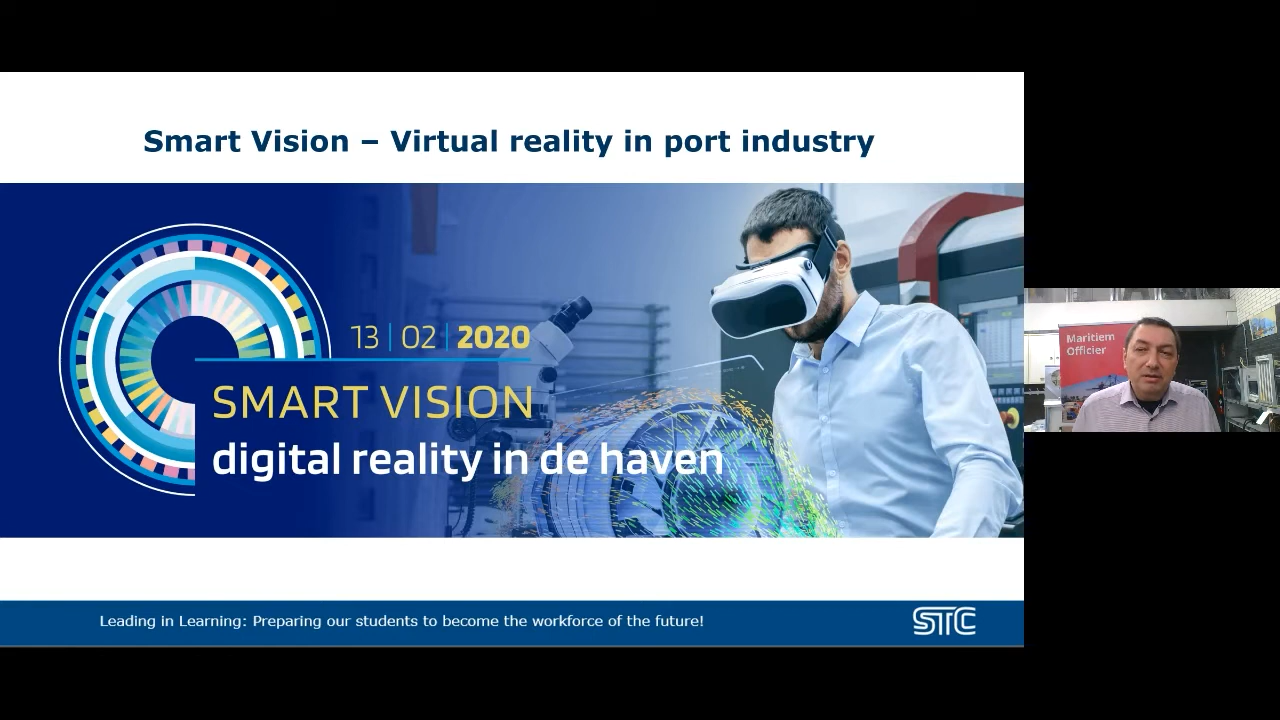 Smart Vision – Virtual reality in port industry
13 | 02 | 2020
SMART VISION
digital reality in de haven
Maritiem
Officier
Leading in Learning: Preparing our students to become the workforce of the future!
STC